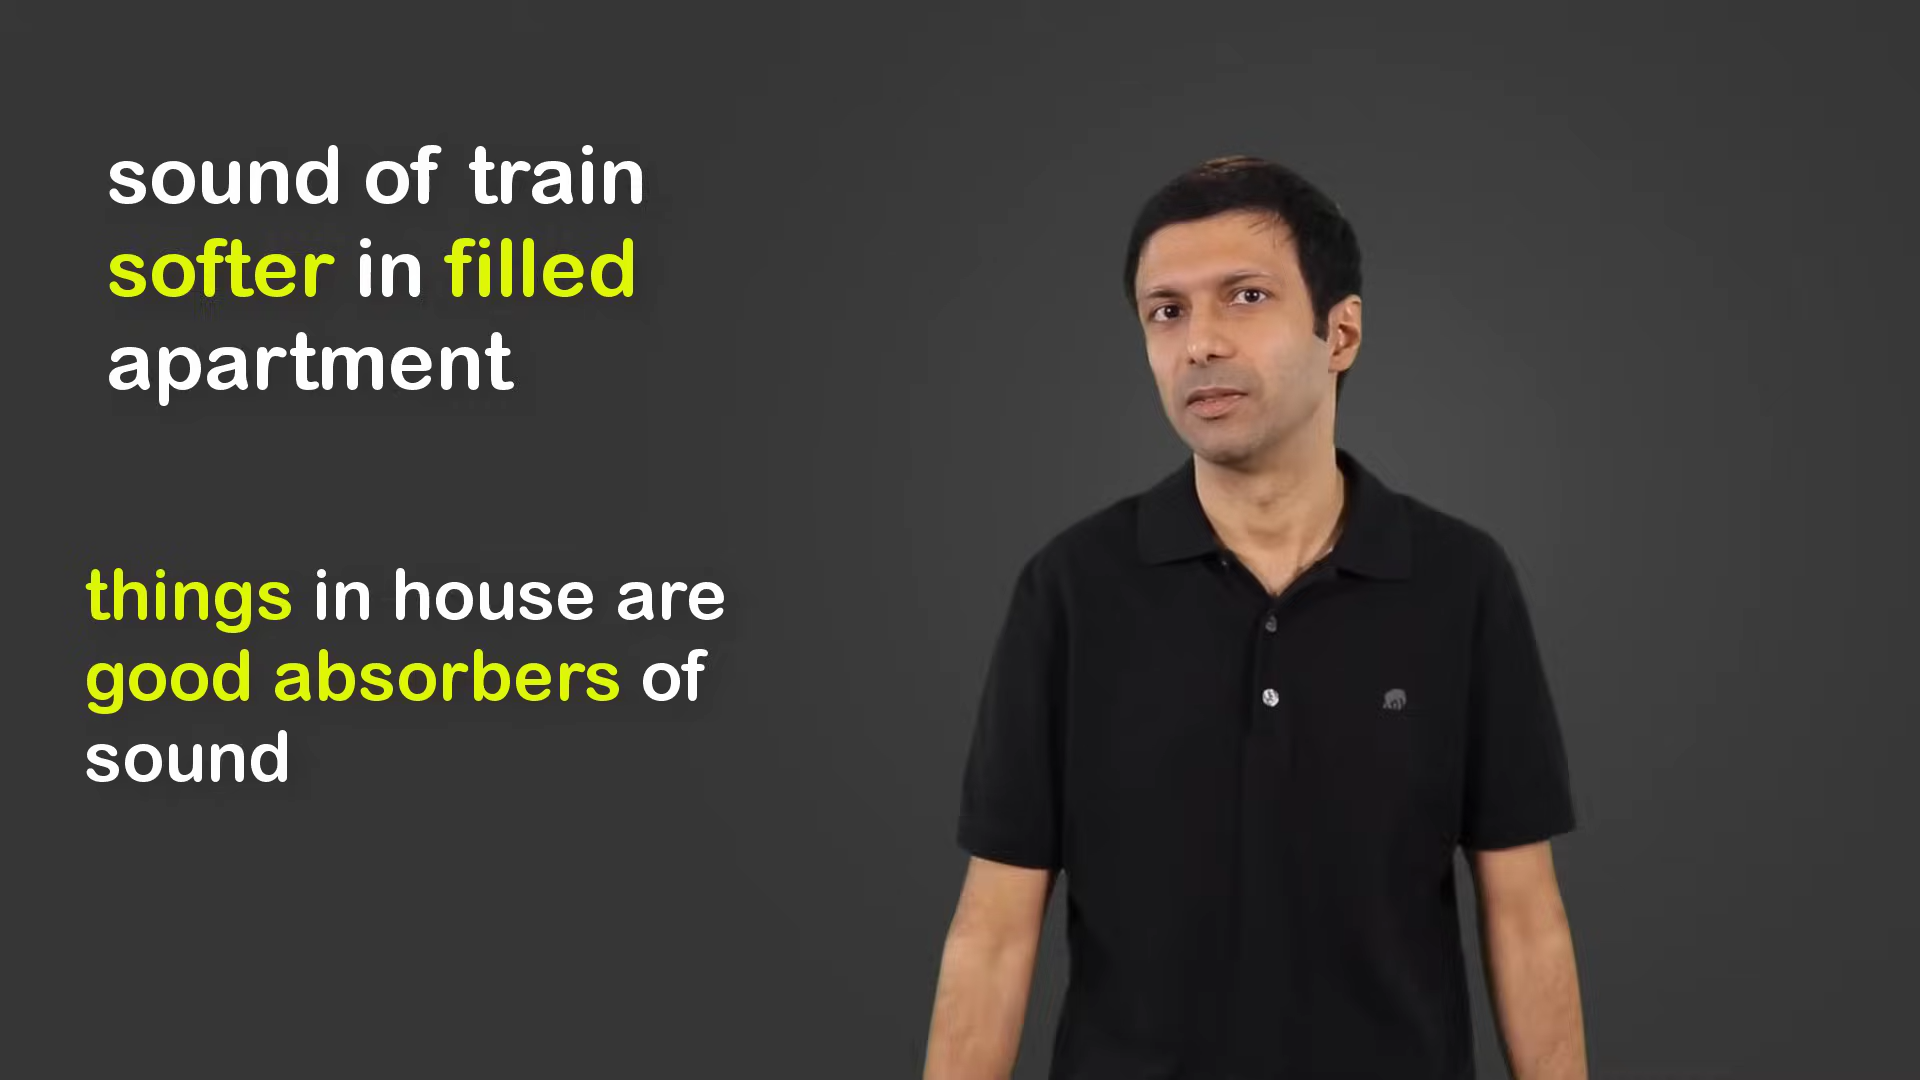 sound of train
softer in filled
apartment
things in house are
good absorbers of
sound